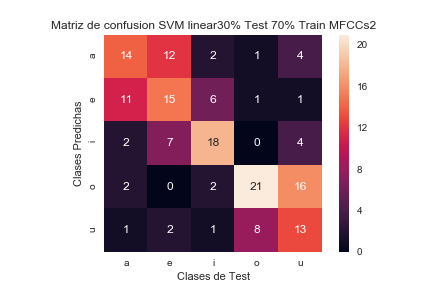 Matriz de confusion SVM linear30% Test 70% Train MFCCs2
Clases Predichas
a 14 12 2 1 4
e 11 15 6 1 1
i 2 7 18 0 4
o 2 0 2 21 16
u 1 2 1 8 13
a e i o u
Clases de Test
20
16
12
8
4
0